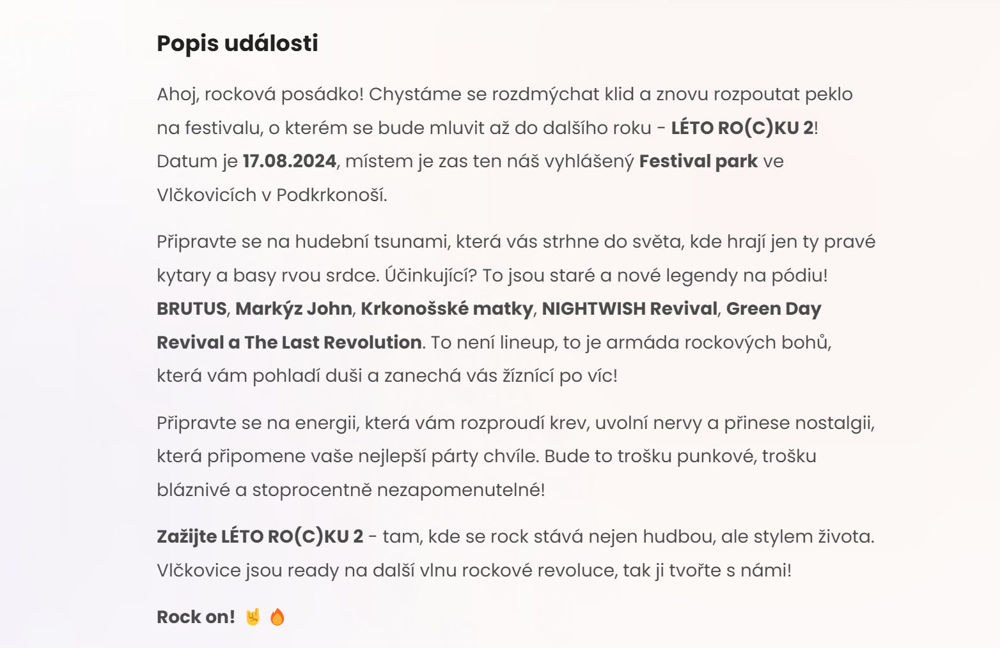 Popis události
Ahoj, rocková posádko! Chystáme se rozdmýchat klid a znovu rozpoutat peklo
na festivalu, o kterém se bude mluvit až do dalšího roku - LÉTO RO(C)KU 2!
Datum je 17.08.2024, místem je zas ten náš vyhlášený Festival park ve
Vlčkovicích v Podkrkonoší.
Připravte se na hudební tsunami, která vás strhne do světa, kde hrají jen ty pravé
kytary a basy rvou srdce. Účinkující? To jsou staré a nové legendy na pódiu!
BRUTUS, Markýz John, Krkonošské matky, NIGHTWISH Revival, Green Day
Revival a The Last Revolution. To není lineup, to je armáda rockových bohů,
která vám pohladí duši a zanechá vás žíznící po víc!
Připravte se na energii, která vám rozproudí krev, uvolní nervy a přinese nostalgii,
která připomene vaše nejlepší párty chvíle. Bude to trošku punkové, trošku
bláznivé a stoprocentně nezapomenutelné!
Zažijte LÉTO RO(C)KU 2 - tam, kde se rock stává nejen hudbou, ale stylem života.
Vlčkovice jsou ready na další vlnu rockové revoluce, tak ji tvořte s námi!
Rock on! 🤘 🔥